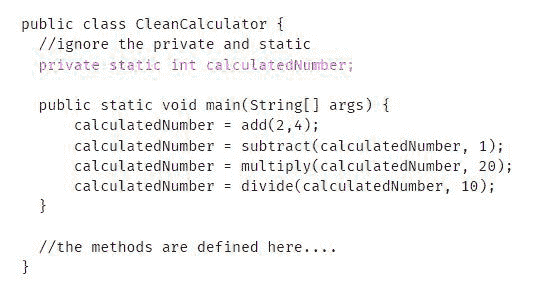 public class CleanCalculator {
//ignore the private and static
private static int calculatedNumber;
public static void main(String[] args) {
calculatedNumber = add(2,4);
calculatedNumber = subtract(calculatedNumber, 1);
calculatedNumber = multiply(calculatedNumber, 20);
calculatedNumber = divide(calculatedNumber, 10);
}
//the methods are defined here....
}